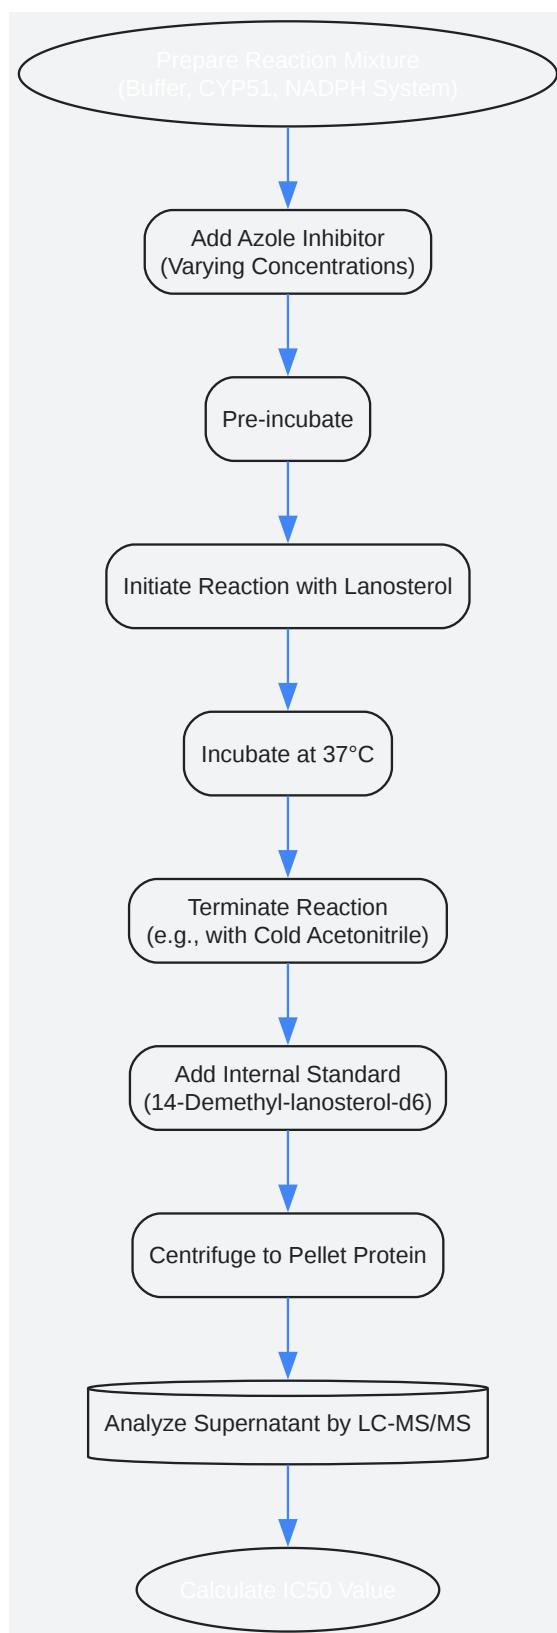 Prepare Reaction Mixture
(Buffer, CYP51, NADPH System)
Add Azole Inhibitor
(Varying Concentrations)
Pre-incubate
Initiate Reaction with Lanosterol
Incubate at 37°C
Terminate Reaction
(e.g., with Cold Acetonitrile)
Add Internal Standard
(14-Demethyl-lanosterol-d6)
Centrifuge to Pellet Protein
Analyze Supernatant by LC-MS/MS
Calculate IC50 Value